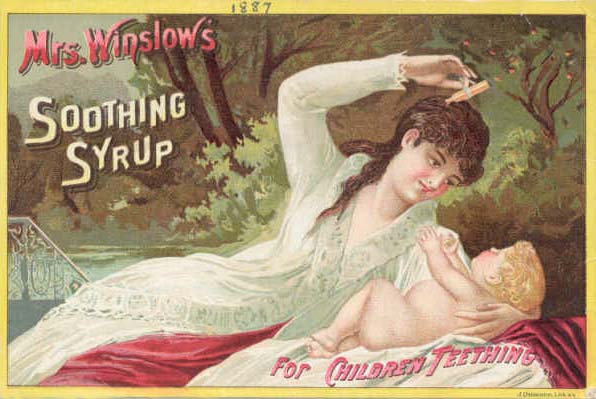 1887
Mrs. Winslow's
SOOTHING
SYRUP
FOR CHILDREN TEETHING